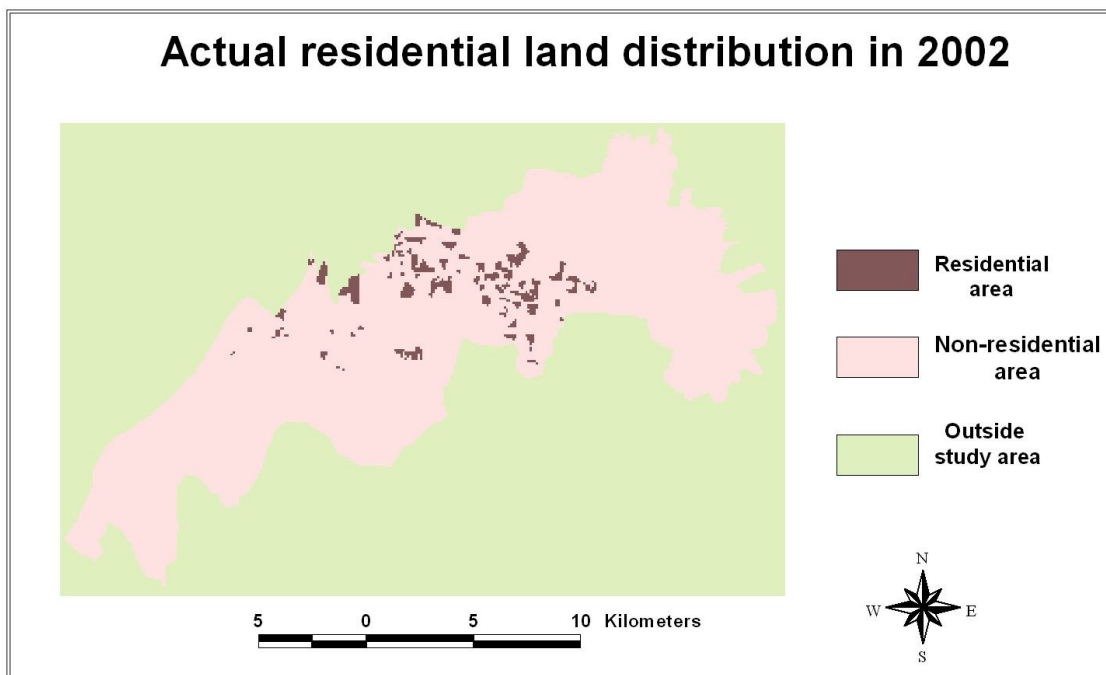 Actual residential land distribution in 2002
Residential
area
Non-residential
area
Outside
study area
N
W E
S
5 0 5 10 Kilometers